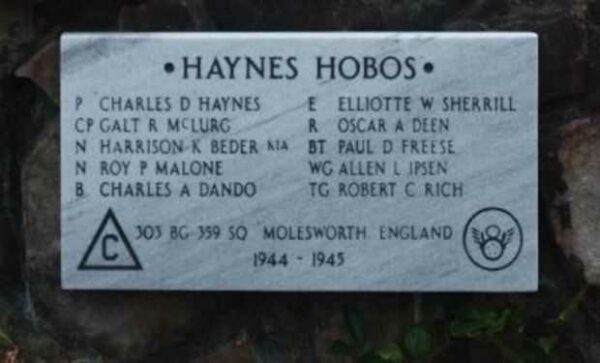 • HAYNES HOBOS •
P CHARLES D HAYNES
CP GALT R McLURG
N HARRISON K BEDER KIA
N ROY P MALONE
B CHARLES A DANDO
E ELLIOTTE W SHERRILL
R OSCAR A DEEN
BT PAUL D FREESE
WG ALLEN L IPSEN
TG ROBERT C RICH
C
303 BG 359 SQ MOLESWORTH ENGLAND
1944 - 1945
8